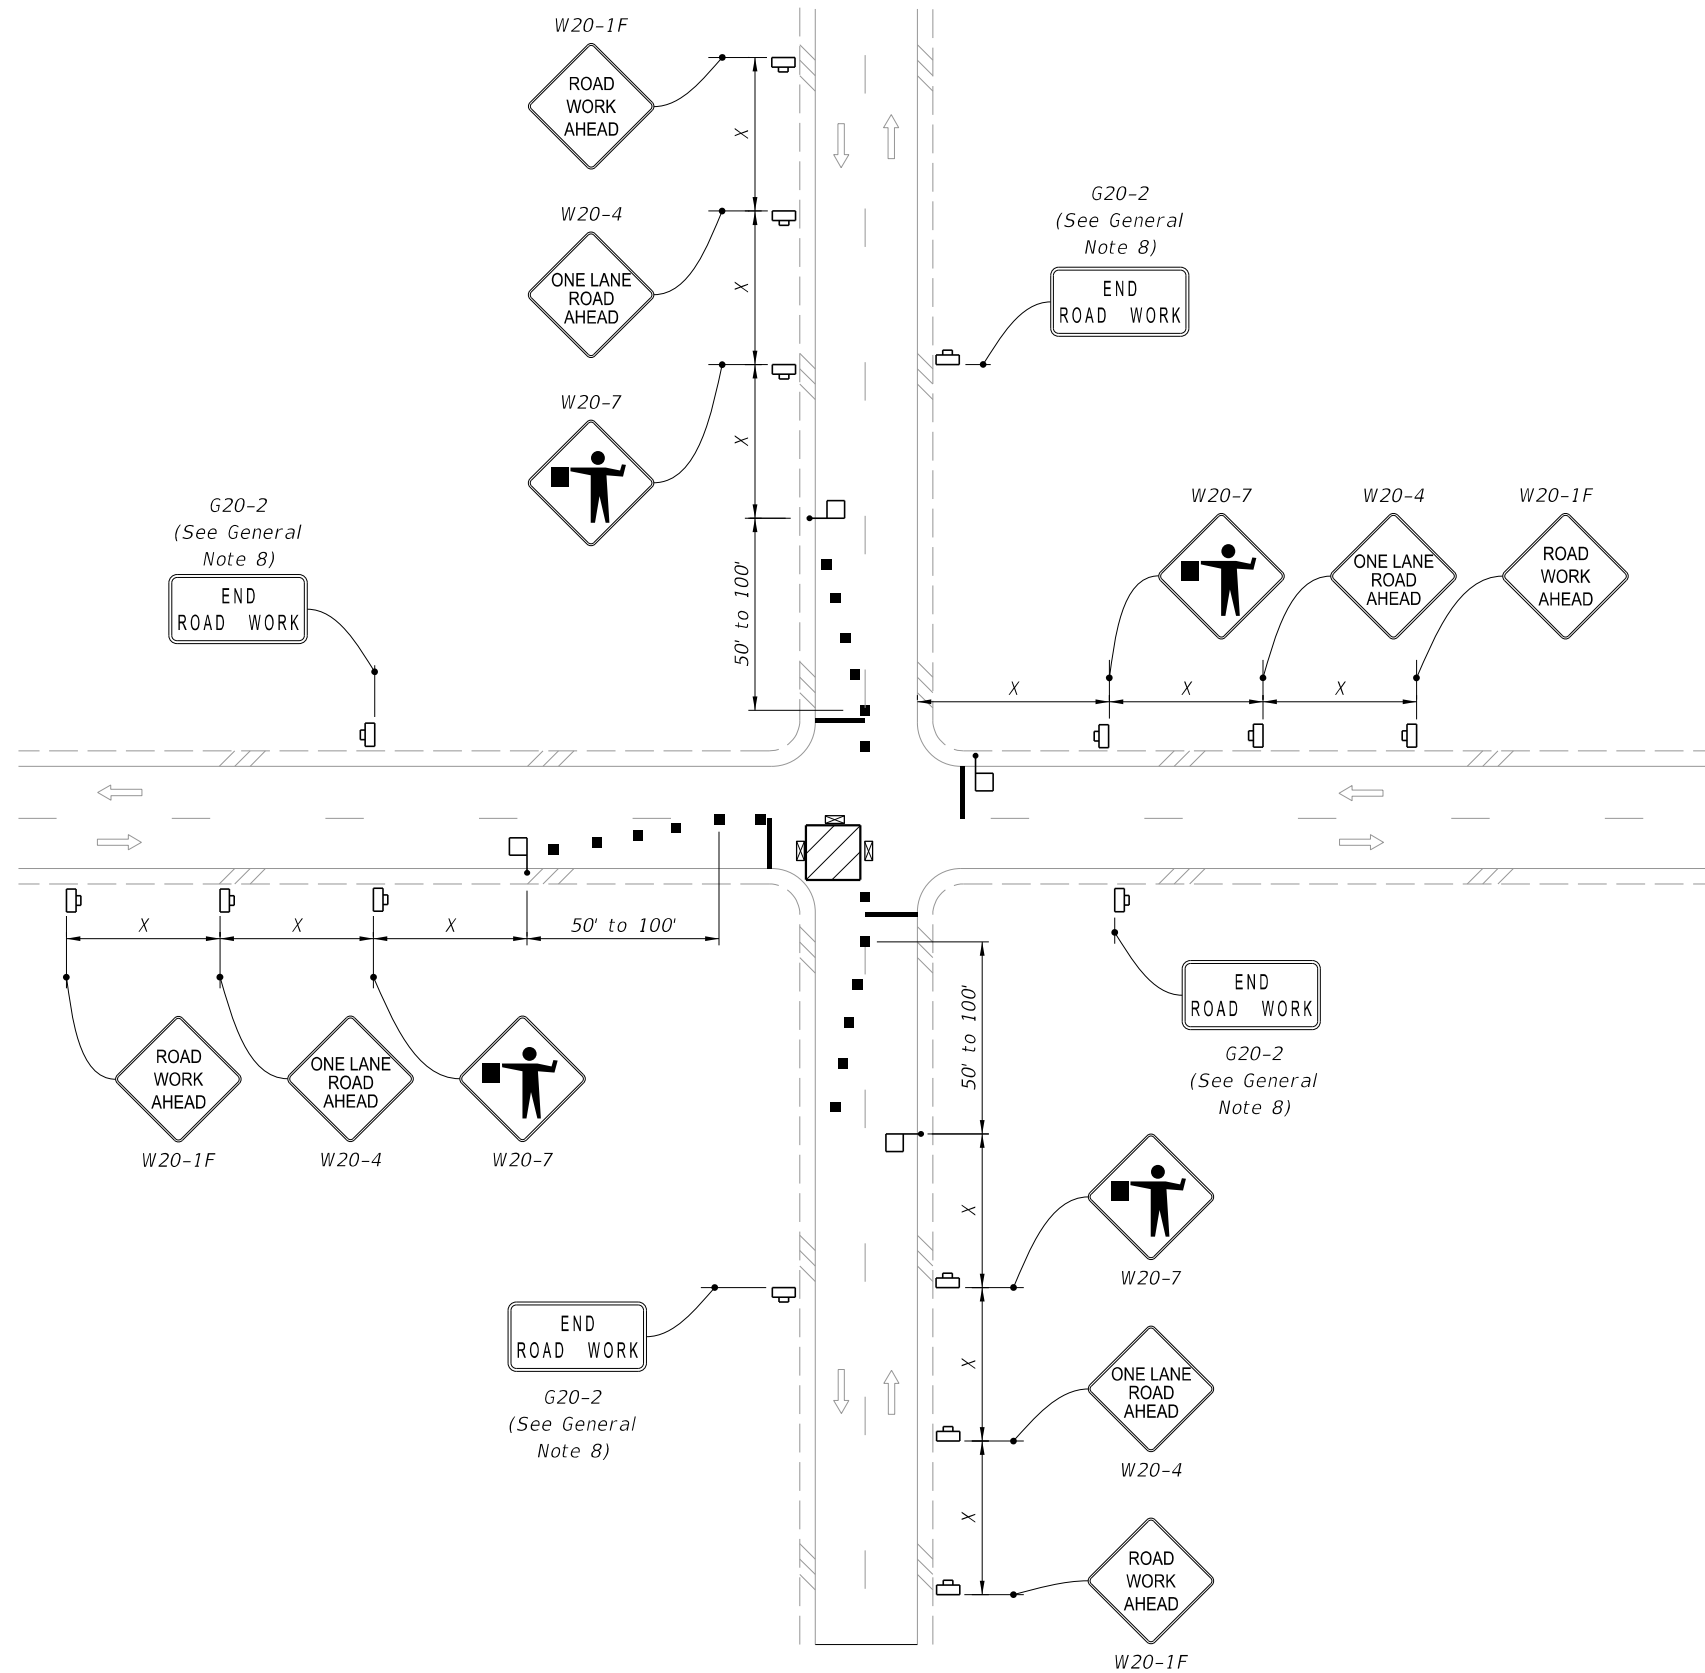 W20-1F
ROAD
WORK
AHEAD
X
W20-4
ONE LANE
ROAD
AHEAD
X
W20-7
X
50' to 100'
G20-2
(See General
Note 8)
END
ROAD WORK
G20-2
(See General
Note 8)
END
ROAD WORK
W20-7
W20-4
ONE LANE
ROAD
AHEAD
W20-1F
ROAD
WORK
AHEAD
X
X
X
X
X
X
50' to 100'
ROAD
WORK
AHEAD
W20-1F
ONE LANE
ROAD
AHEAD
W20-4
W20-7
END
ROAD WORK
G20-2
(See General
Note 8)
50' to 100'
X
W20-7
X
ONE LANE
ROAD
AHEAD
W20-4
X
ROAD
WORK
AHEAD
W20-1F
END
ROAD WORK
G20-2
(See General
Note 8)